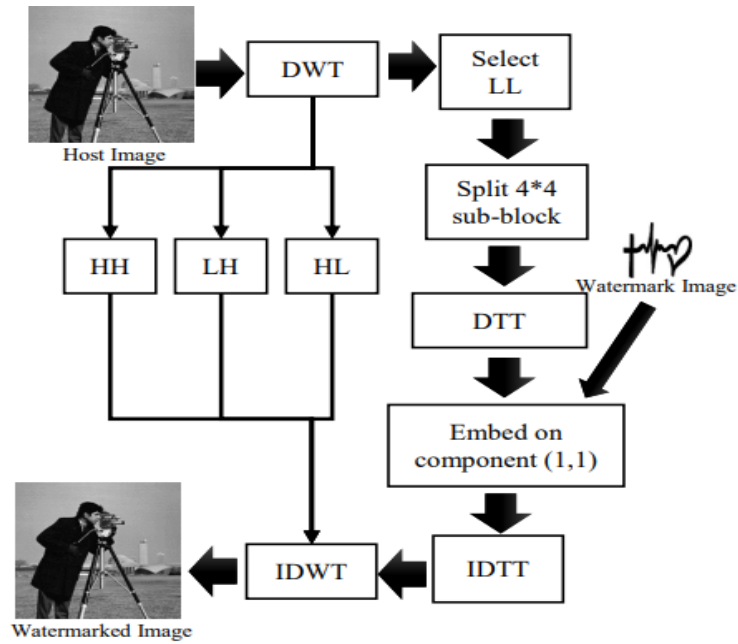 DWT
Select
LL
Host Image
Split 4*4
sub-block
HH
LH
HL
Watermark Image
DTT
Embed on
component (1,1)
IDWT
IDTT
Watermarked Image